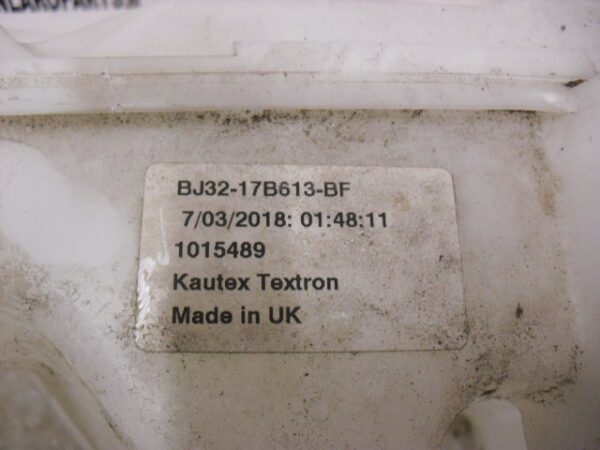 BJ32-17B613-BF
7/03/2018: 01:48:11
1015489
Kautex Textron
Made in UK